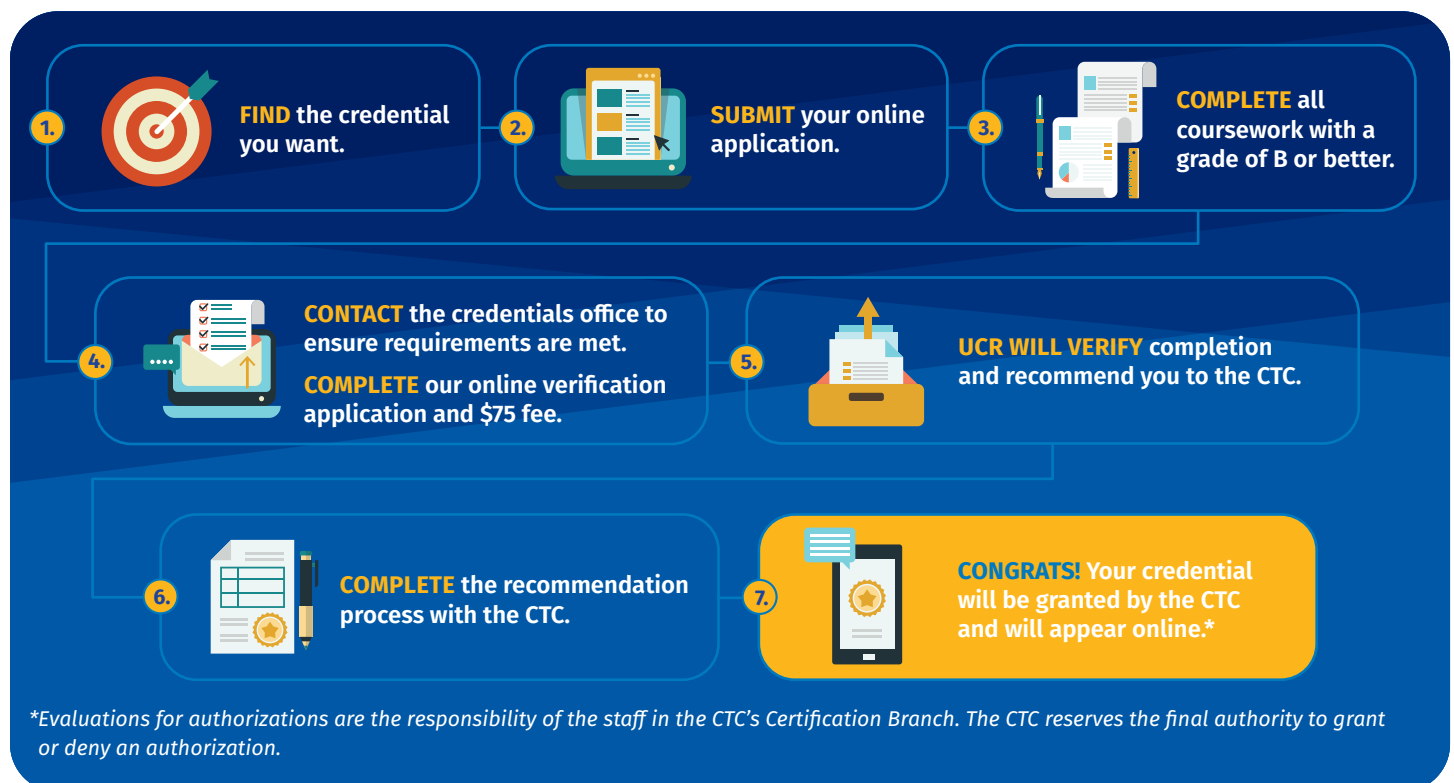 1.
FIND the credential
you want.
2.
SUBMIT your online
application.
3.
COMPLETE all
coursework with a
grade of B or better.
4.
CONTACT the credentials office to
ensure requirements are met.
COMPLETE our online verification
application and $75 fee.
5.
UCR WILL VERIFY completion
and recommend you to the CTC.
6.
COMPLETE the recommendation
process with the CTC.
7.
CONGRATS! Your credential
will be granted by the CTC
and will appear online.*
*Evaluations for authorizations are the responsibility of the staff in the CTC's Certification Branch. The CTC reserves the final authority to grant
or deny an authorization.